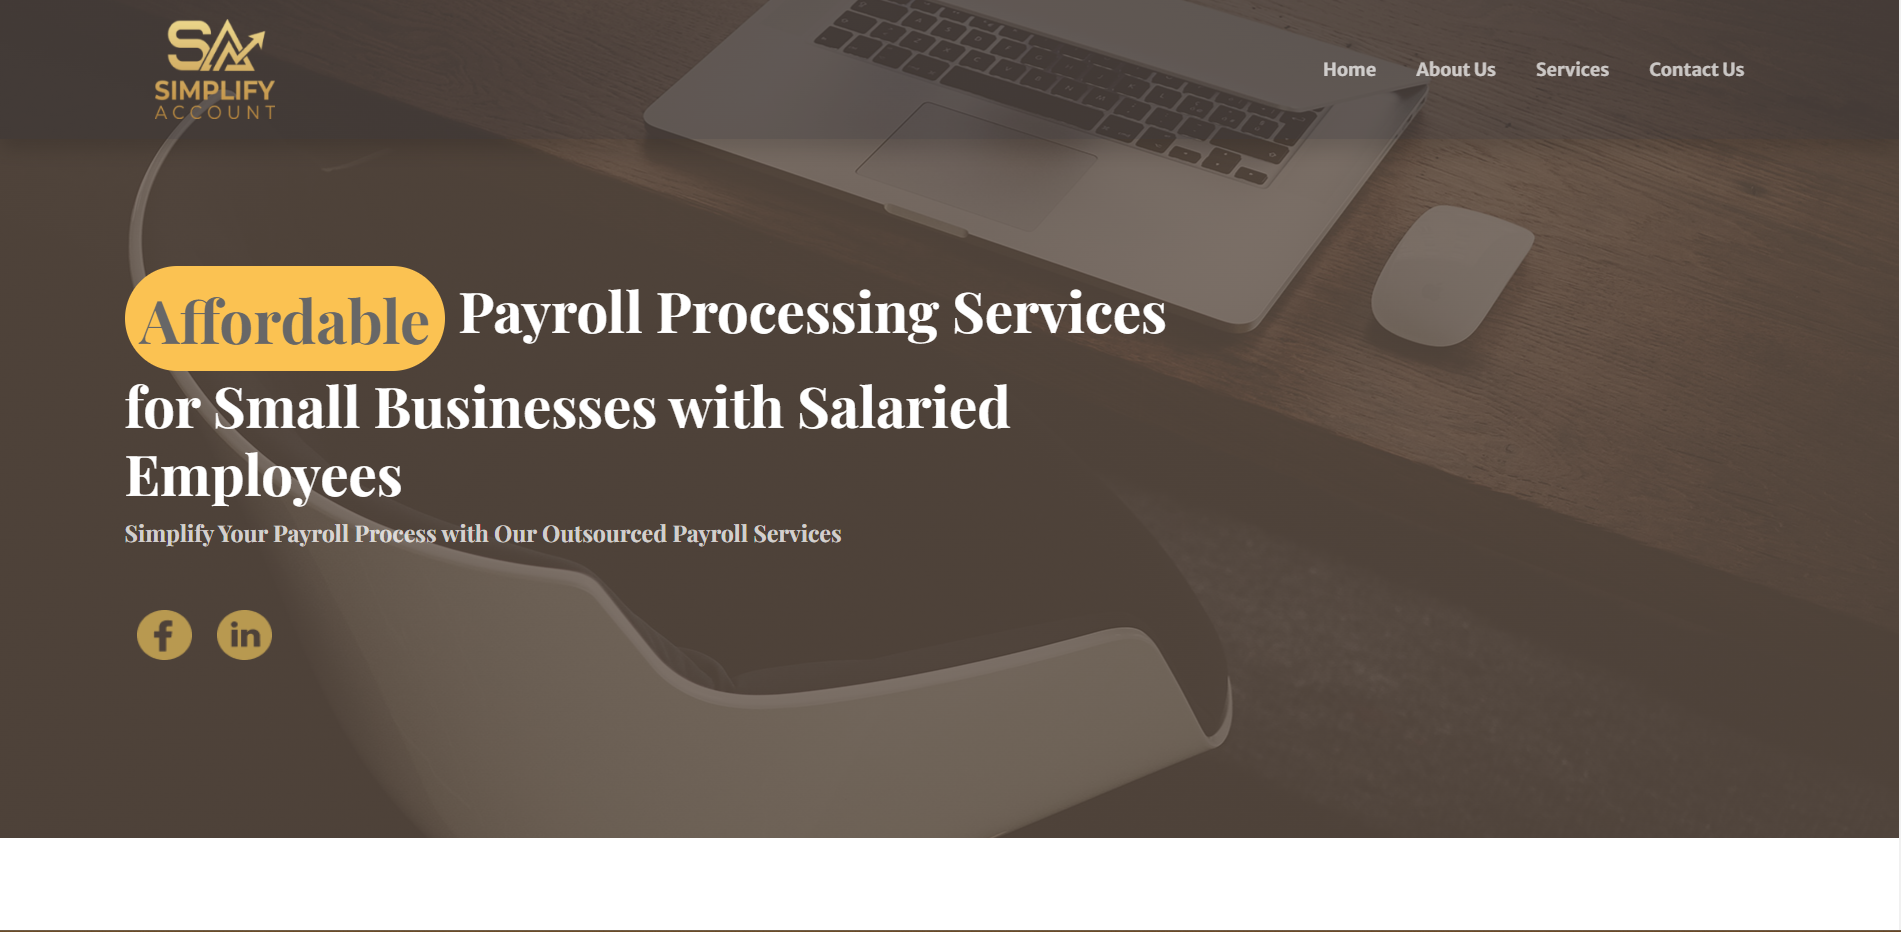 SA
SIMPLIFY
ACCOUNT
Home About Us Services Contact Us
Affordable Payroll Processing Services
for Small Businesses with Salaried
Employees
Simplify Your Payroll Process with Our Outsourced Payroll Services
f in